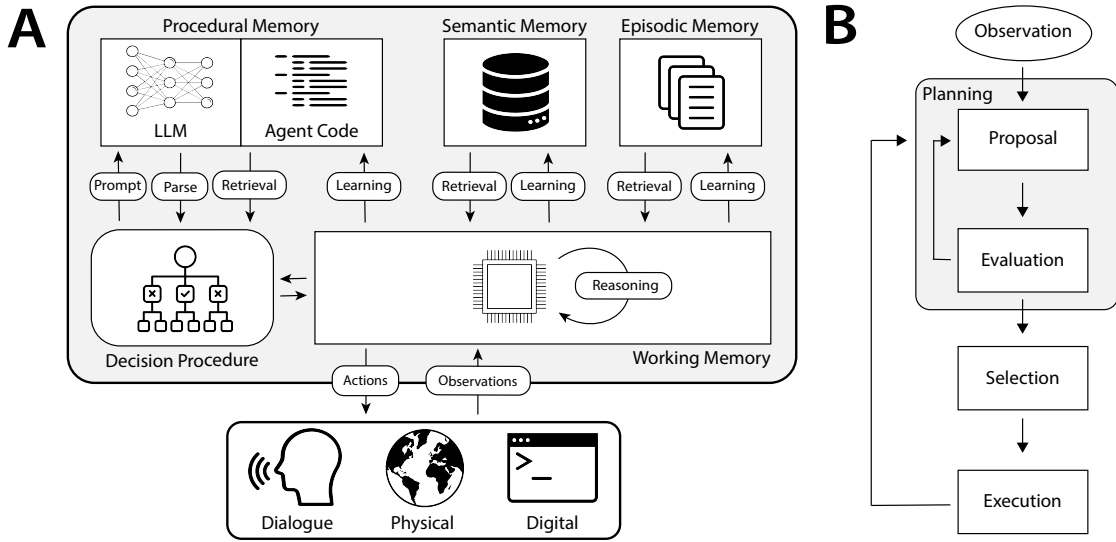 A
Procedural Memory
Semantic Memory
Episodic Memory
LLM
Agent Code
Prompt
Parse
Retrieval
Learning
Retrieval
Learning
Retrieval
Learning
Reasoning
Decision Procedure
Working Memory
Actions
Observations
Dialogue
Physical
Digital
B
Observation
Planning
Proposal
Evaluation
Selection
Execution